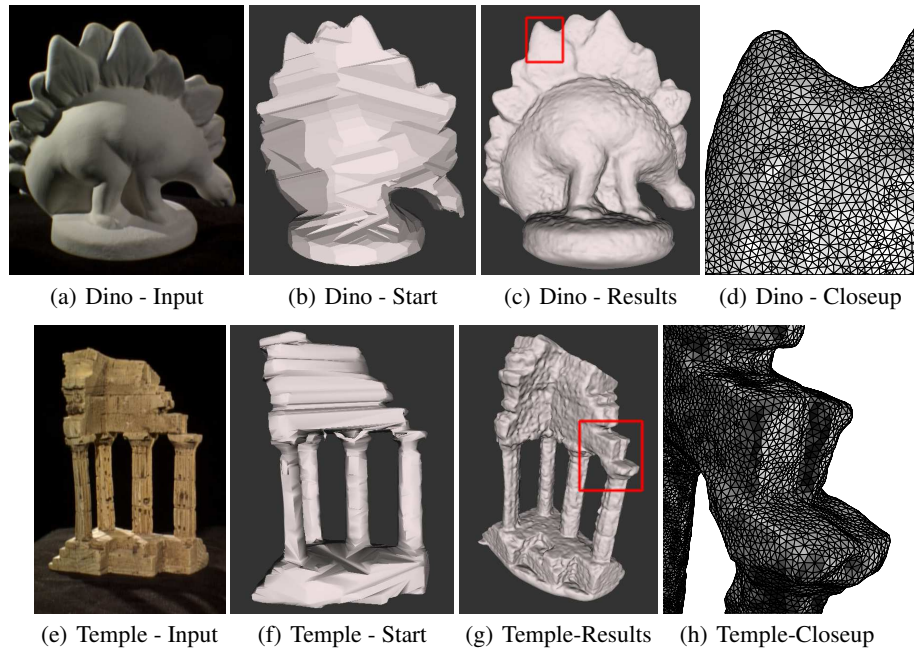 (a) Dino - Input
(b) Dino - Start
(c) Dino - Results
(d) Dino - Closeup
(e) Temple - Input
(f) Temple - Start
(g) Temple-Results
(h) Temple-Closeup